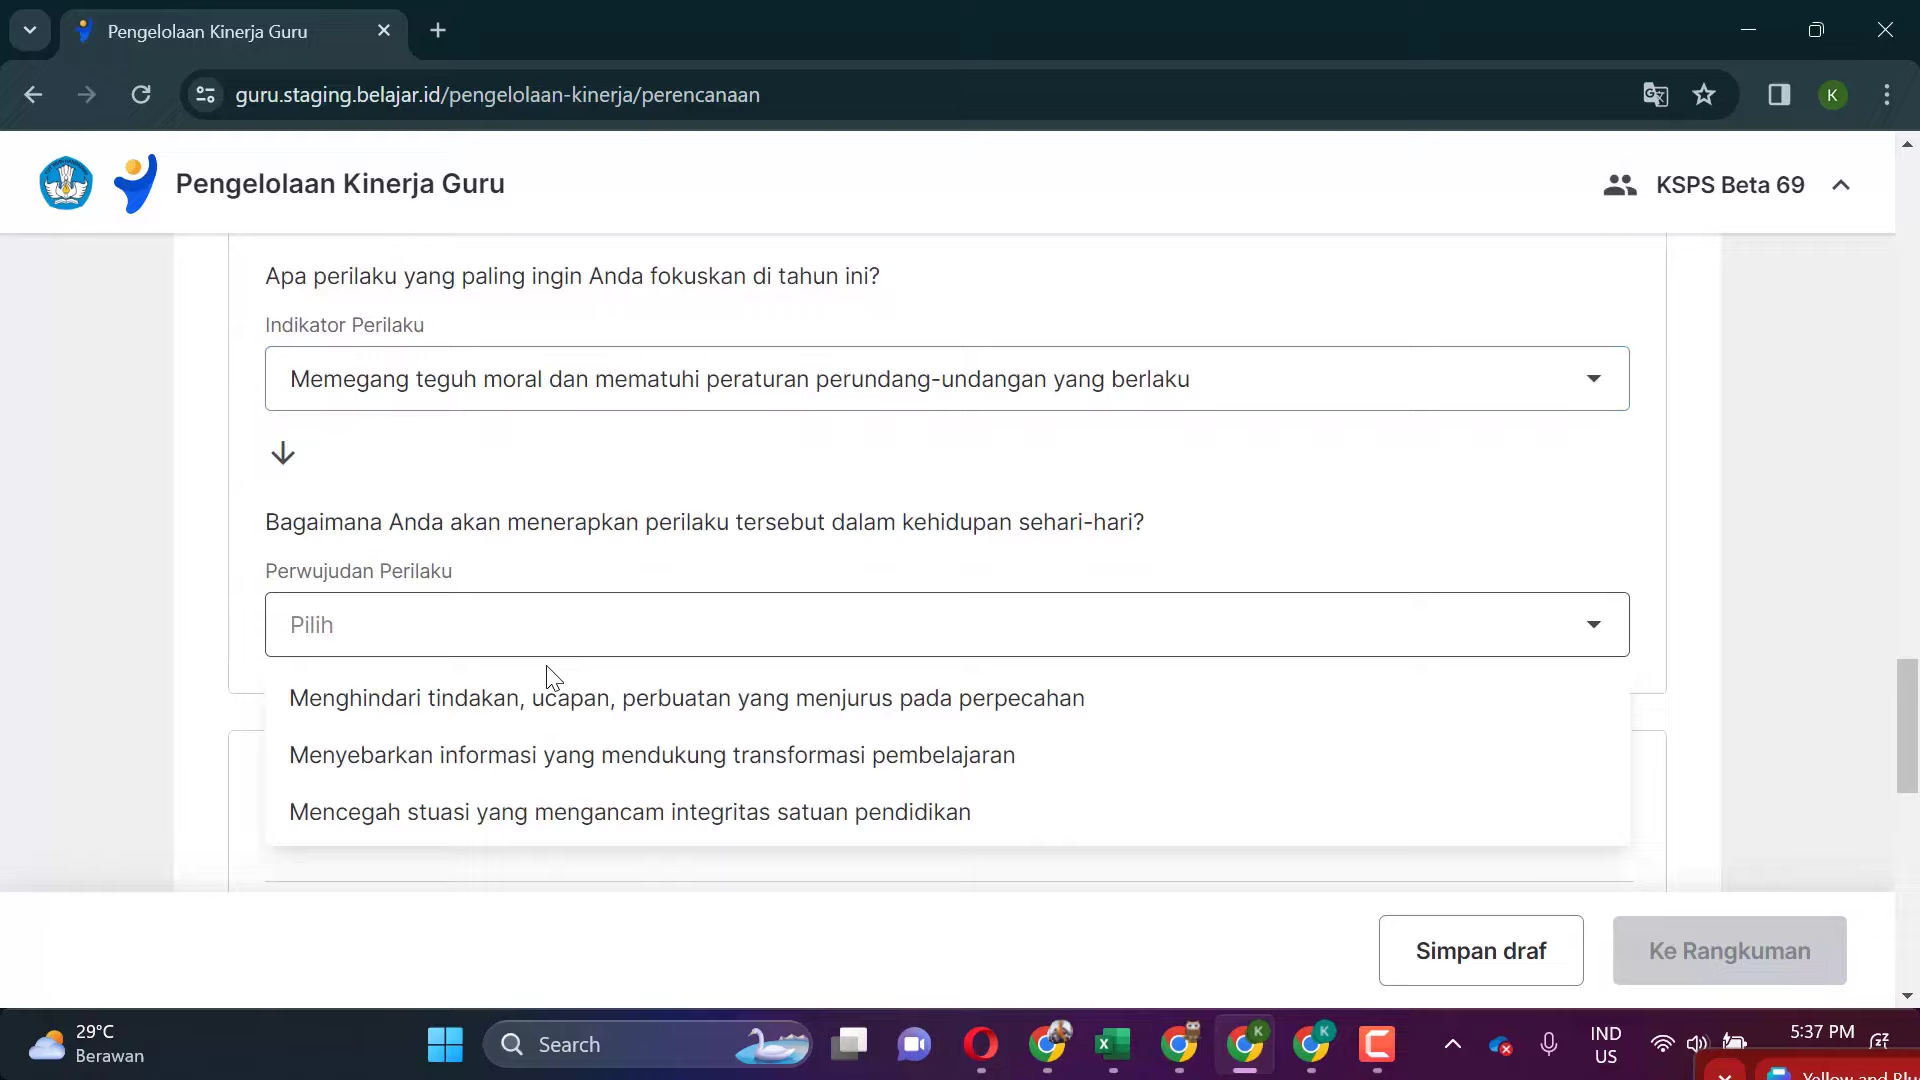 Pengelolaan Kinerja Guru
guru.staging.belajar.id/pengelolaan-kinerja/perencanaan
K
Pengelolaan Kinerja Guru
KSPS Beta 69
Apa perilaku yang paling ingin Anda fokuskan di tahun ini?
Indikator Perilaku
Memegang teguh moral dan mematuhi peraturan perundang-undangan yang berlaku
Bagaimana Anda akan menerapkan perilaku tersebut dalam kehidupan sehari-hari?
Perwujudan Perilaku
Pilih
Menghindari tindakan, ucapan, perbuatan yang menjurus pada perpecahan
Menyebarkan informasi yang mendukung transformasi pembelajaran
Mencegah stuasi yang mengancam integritas satuan pendidikan
Simpan draf
Ke Rangkuman
29°C
Berawan
Search
K
K
IND
US
5:37 PM
Yellow and Blu